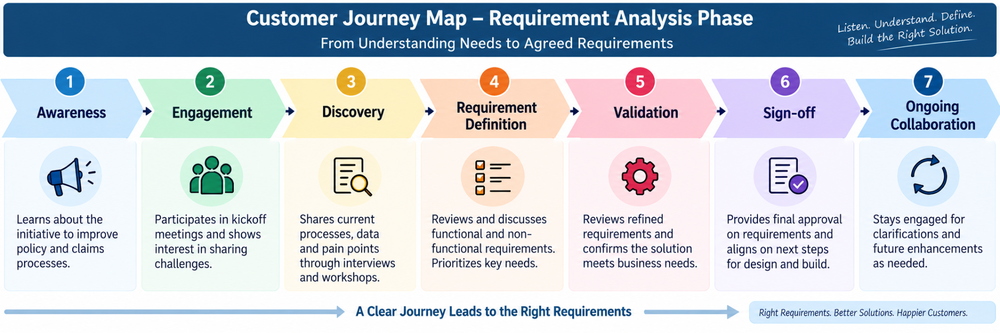 Customer Journey Map – Requirement Analysis Phase
From Understanding Needs to Agreed Requirements
Listen. Understand. Define.
Build the Right Solution.
1
Awareness
Learns about the
initiative to improve
policy and claims
processes.
2
Engagement
Participates in kickoff
meetings and shows
interest in sharing
challenges.
3
Discovery
Shares current
processes, data
and pain points
through interviews
and workshops.
4
Requirement
Definition
Reviews and discusses
functional and non-
functional requirements.
Prioritizes key needs.
5
Validation
Reviews refined
requirements and
confirms the solution
meets business needs.
6
Sign-off
Provides final approval
on requirements and
aligns on next steps
for design and build.
7
Ongoing
Collaboration
Stays engaged for
clarifications and
future enhancements
as needed.
A Clear Journey Leads to the Right Requirements
Right Requirements. Better Solutions. Happier Customers.